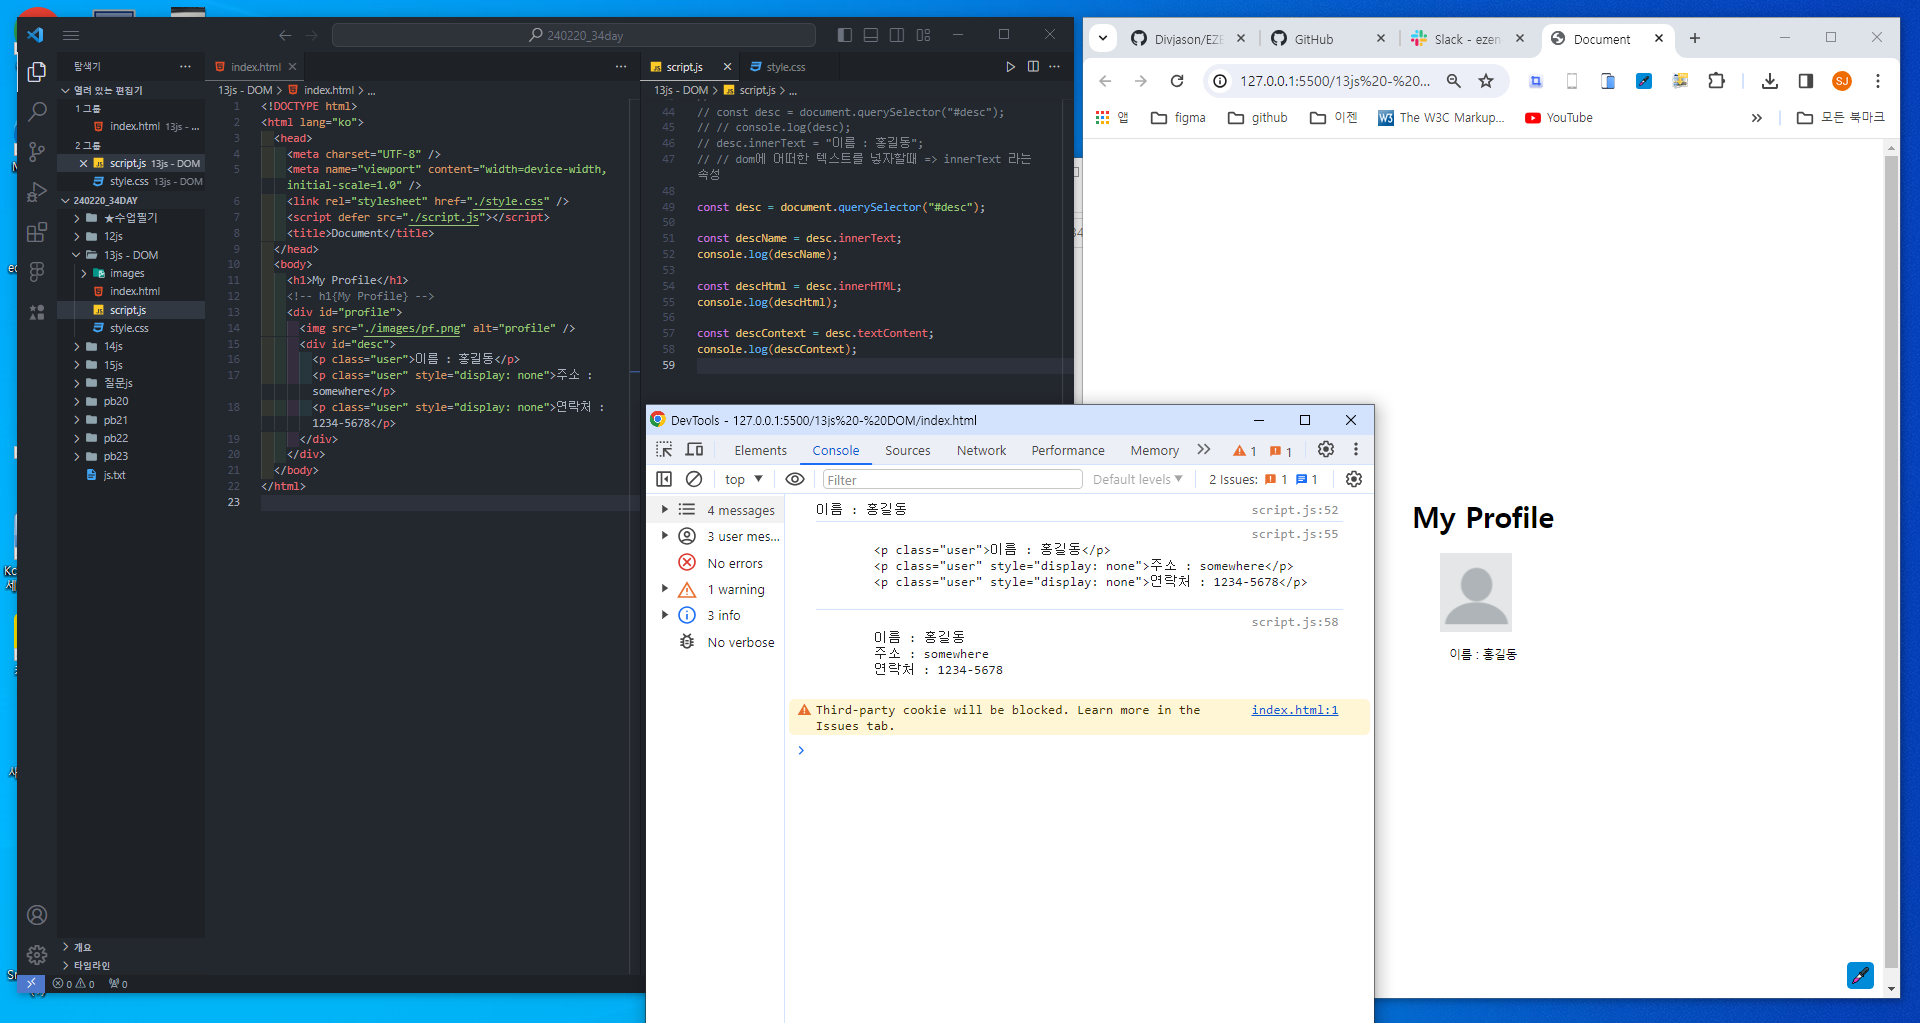 240220_34day
탐색기
열려 있는 편집기
1 그룹
index.html 13js - ...
2 그룹
script.js 13js - DOM
style.css 13js - DOM
240220_34DAY
★수업필기
12js
13js - DOM
images
index.html
script.js
style.css
14js
15js
질문js
pb20
pb21
pb22
pb23
js.txt
개요
타임라인
0 0 0
index.html
13js - DOM > index.html > ...
1 <!DOCTYPE html>
2 <html lang="ko">
3 <head>
4 <meta charset="UTF-8" />
5 <meta name="viewport" content="width=device-width,
initial-scale=1.0" />
6 <link rel="stylesheet" href="./style.css" />
7 <script defer src="./script.js"></script>
8 <title>Document</title>
9 </head>
10 <body>
11 <h1>My Profile</h1>
12 <!-- h1{My Profile} -->
13 <div id="profile">
14 <img src="./images/pf.png" alt="profile" />
15 <div id="desc">
16 <p class="user">이름 : 홍길동</p>
17 <p class="user" style="display: none">주소 :
somewhere</p>
18 <p class="user" style="display: none">연락처 :
1234-5678</p>
19 </div>
20 </div>
21 </body>
22 </html>
23
script.js
style.css
13js - DOM > script.js > ...
44 // const desc = document.querySelector("#desc");
45 // // console.log(desc);
46 // desc.innerText = "이름 : 홍길동";
47 // // dom에 어떠한 텍스트를 넣자할때 => innerText 라는
속성
48
49 const desc = document.querySelector("#desc");
50
51 const descName = desc.innerText;
52 console.log(descName);
53
54 const descHtml = desc.innerHTML;
55 console.log(descHtml);
56
57 const descContext = desc.textContent;
58 console.log(descContext);
59
DevTools - 127.0.0.1:5500/13js%20-%20DOM/index.html
Elements Console Sources Network Performance Memory 1 1
top Filter Default levels 2 Issues: 1 1
4 messages
3 user mes...
No errors
1 warning
3 info
No verbose
이름 : 홍길동 script.js:52
script.js:55
<p class="user">이름 : 홍길동</p>
<p class="user" style="display: none">주소 : somewhere</p>
<p class="user" style="display: none">연락처 : 1234-5678</p>
script.js:58
이름 : 홍길동
주소 : somewhere
연락처 : 1234-5678
Third-party cookie will be blocked. Learn more in the index.html:1
Issues tab.
Divjason/EZE
GitHub
Slack - ezen
Document
127.0.0.1:5500/13js%20-%20...
SJ
앱 figma github 이젠 The W3C Markup... YouTube 모든 북마크
My Profile
이름 : 홍길동